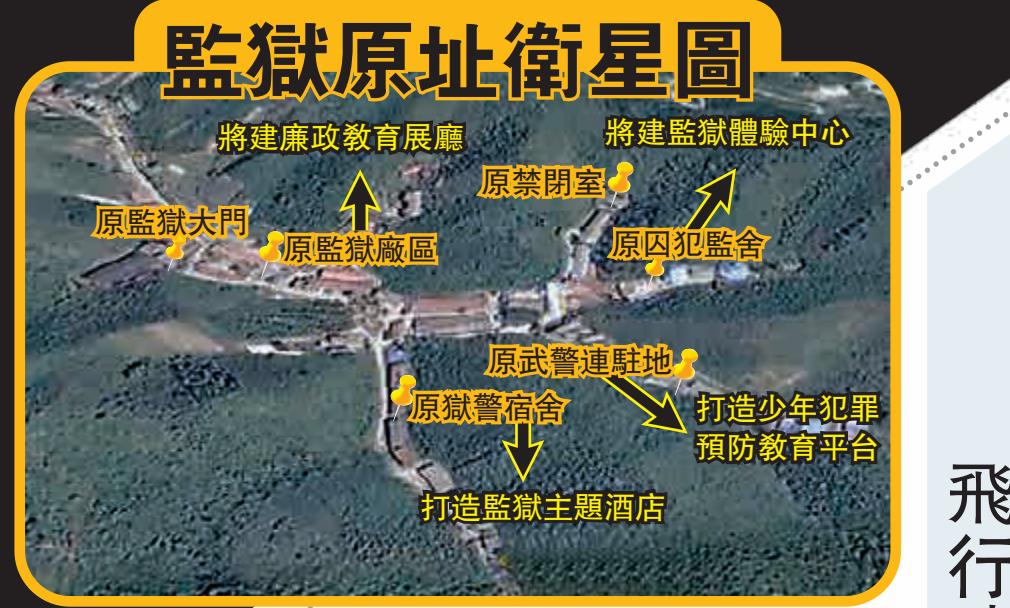 監獄原址衛星圖
將建廉政教育展廳
將建監獄體驗中心
原禁閉室
原監獄大門
原監獄廠區
原囚犯監舍
原武警連駐地
原獄警宿舍
打造少年犯罪
預防教育平台
打造監獄主題酒店
飛
行